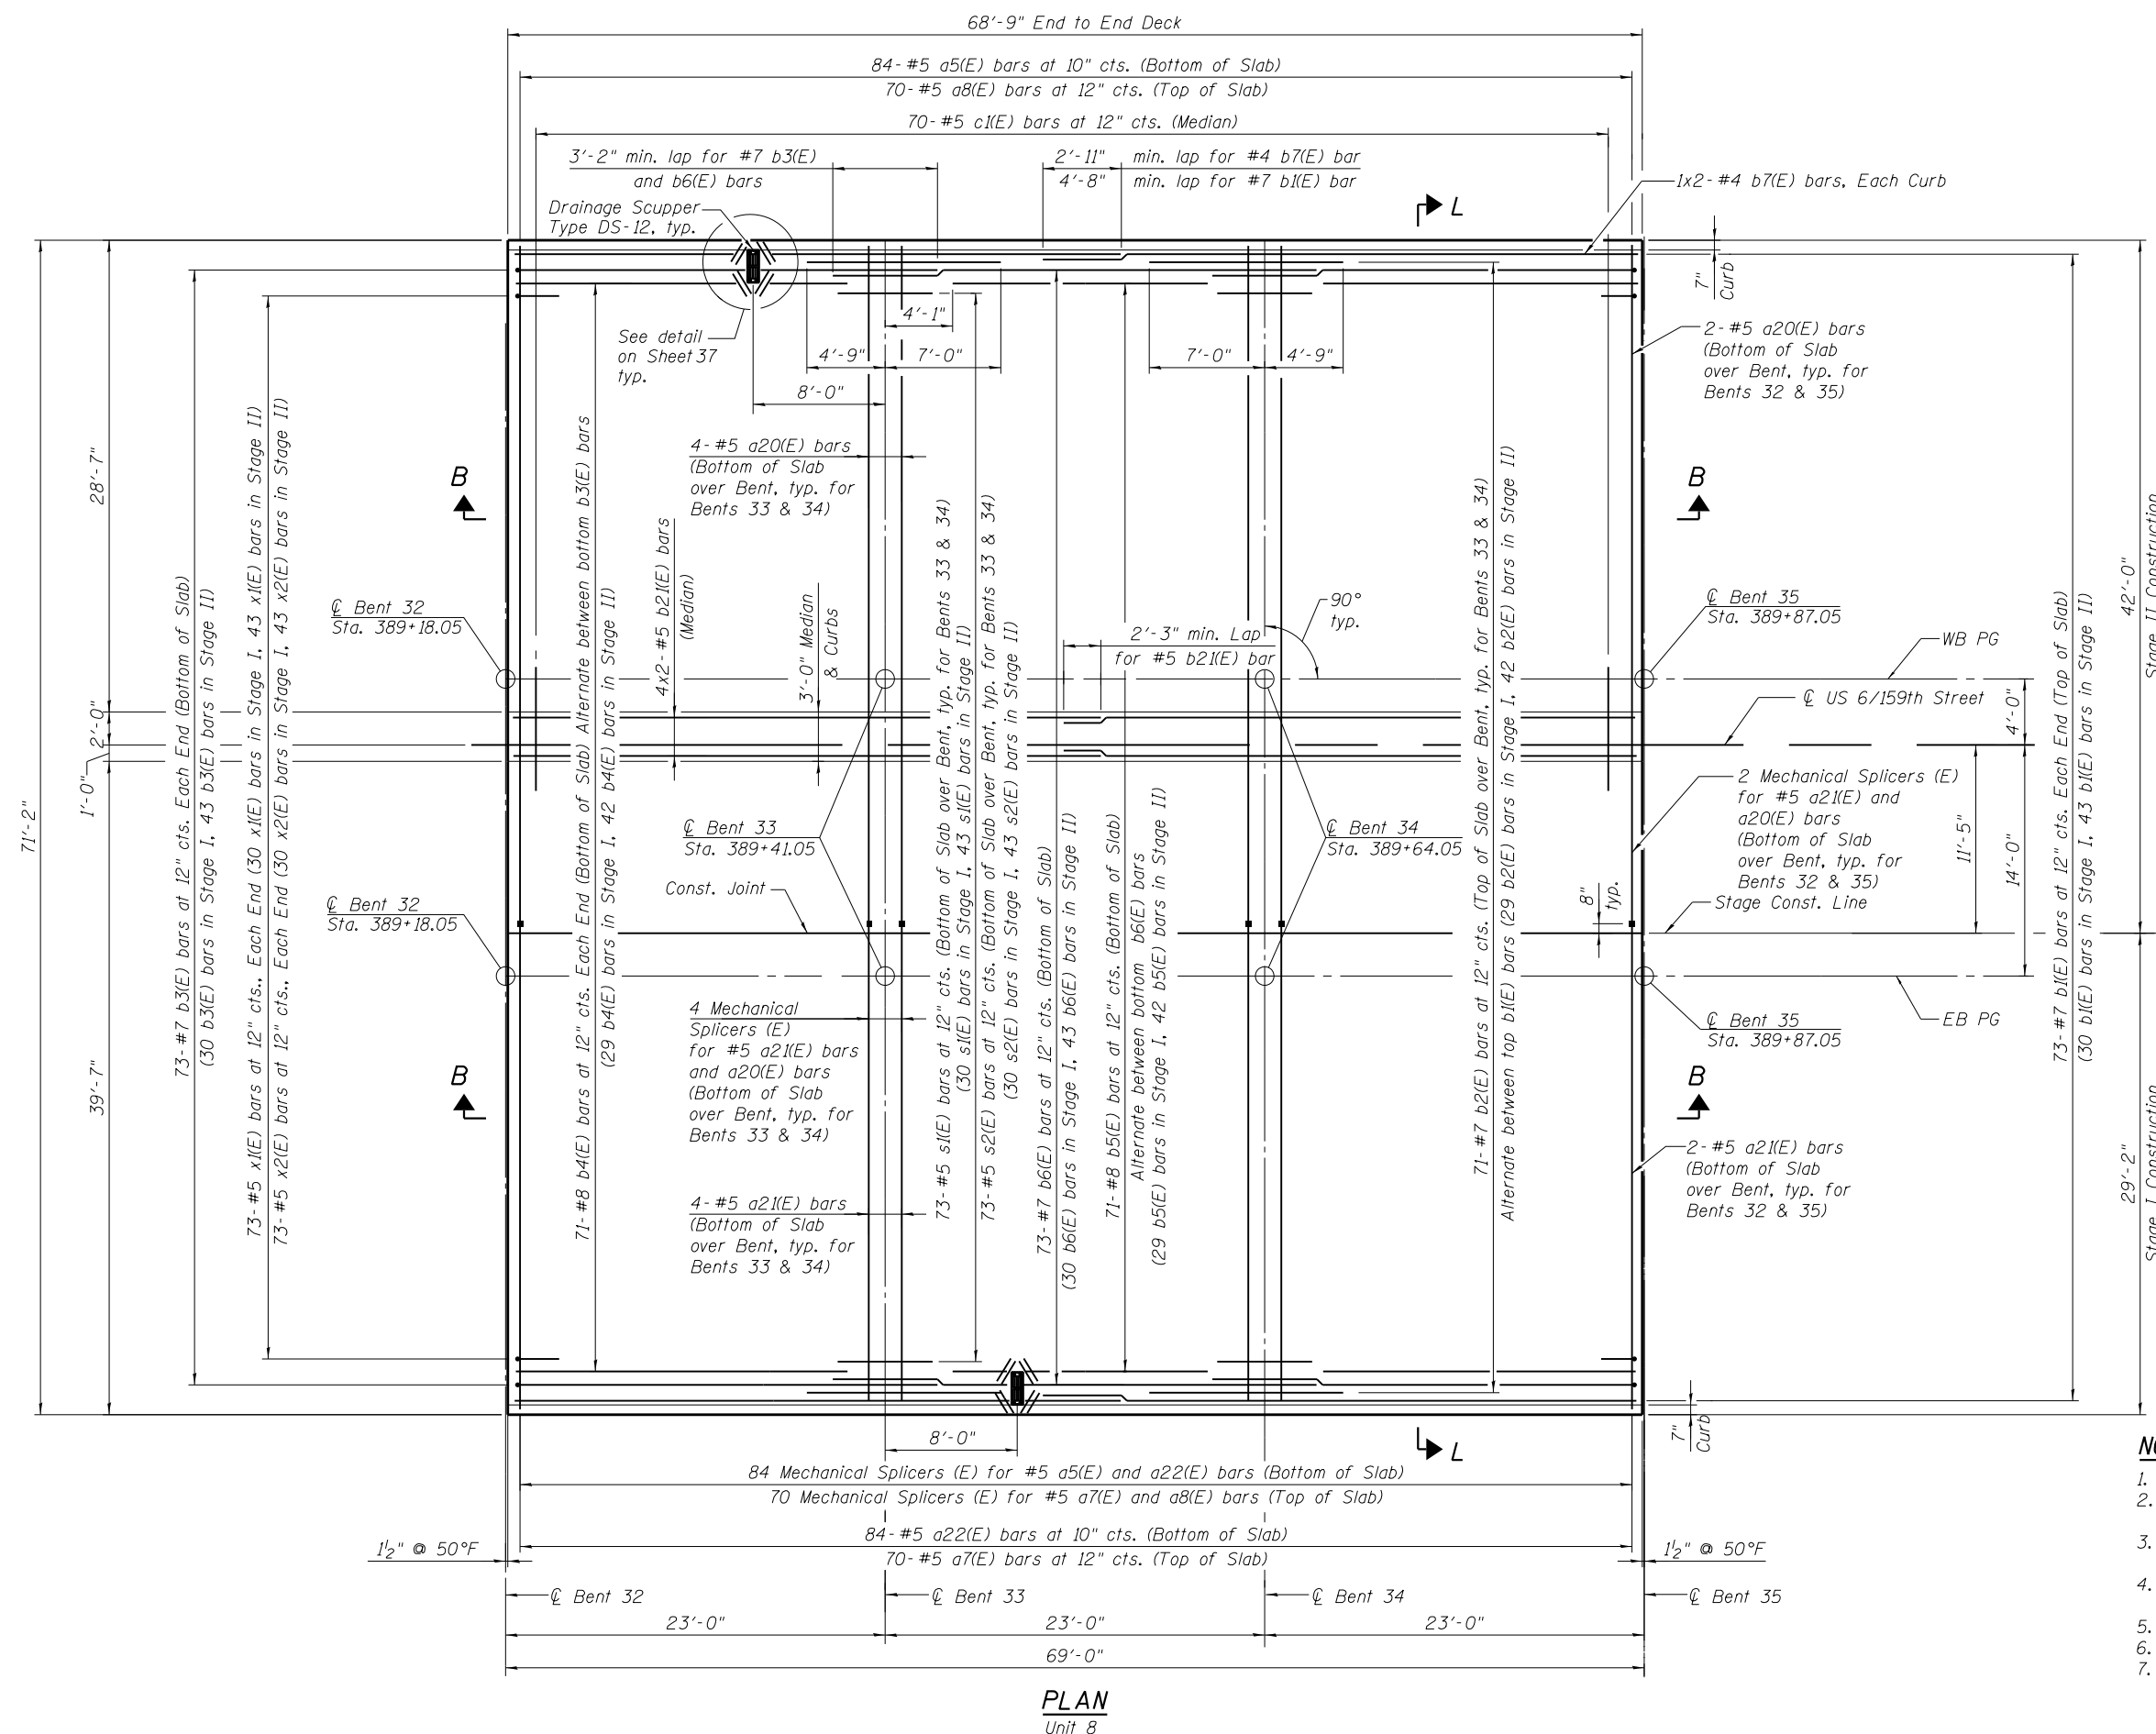 68'-9" End to End Deck
84-#5 a5(E) bars at 10" cts. (Bottom of Slab)
70-#5 a8(E) bars at 12" cts. (Top of Slab)
70-#5 c1(E) bars at 12" cts. (Median)
3'-2" min. lap for #7 b3(E)
and b6(E) bars
2'-11" min. lap for #4 b7(E) bar
4'-8" min. lap for #7 b1(E) bar
1x2-#4 b7(E) bars, Each Curb
Drainage Scupper
Type DS-12, typ.
L
7"
Curb
See detail
on Sheet 37
typ.
4'-1"
4'-9"
7'-0"
7'-0"
4'-9"
8'-0"
2-#5 a20(E) bars
(Bottom of Slab
over Bent, typ. for
Bents 32 & 35)
4-#5 a20(E) bars
(Bottom of Slab
over Bent, typ. for
Bents 33 & 34)
B
B
71'-2"
28'-7"
2'-0"
1'-0"
39'-7"
73-#7 b3(E) bars at 12" cts. Each End (Bottom of Slab)
(30 b3(E) bars in Stage I, 43 b3(E) bars in Stage II)
73-#5 x1(E) bars at 12" cts., Each End (30 x1(E) bars in Stage I, 43 x1(E) bars in Stage II)
73-#5 x2(E) bars at 12" cts., Each End (30 x2(E) bars in Stage I, 43 x2(E) bars in Stage II)
71-#8 b4(E) bars at 12" cts. Each End (Bottom of Slab) Alternate between bottom b3(E) bars
(29 b4(E) bars in Stage I, 42 b4(E) bars in Stage II)
4x2-#5 b21(E) bars
(Median)
3'-0" Median
& Curbs
73-#5 s1(E) bars at 12" cts. (Bottom of Slab over Bent, typ. for Bents 33 & 34)
(30 s1(E) bars in Stage I, 43 s1(E) bars in Stage II)
73-#5 s2(E) bars at 12" cts. (Bottom of Slab over Bent, typ. for Bents 33 & 34)
(30 s2(E) bars in Stage I, 43 s2(E) bars in Stage II)
73-#7 b6(E) bars at 12" cts. (Bottom of Slab)
(30 b6(E) bars in Stage I, 43 b6(E) bars in Stage II)
71-#8 b5(E) bars at 12" cts. (Bottom of Slab)
Alternate between bottom b6(E) bars
(29 b5(E) bars in Stage I, 42 b5(E) bars in Stage II)
71-#7 b2(E) bars at 12" cts. (Top of Slab over Bent, typ. for Bents 33 & 34)
Alternate between top b1(E) bars (29 b2(E) bars in Stage I, 42 b2(E) bars in Stage II)
73-#7 b1(E) bars at 12" cts. Each End (Top of Slab)
(30 b1(E) bars in Stage I, 43 b1(E) bars in Stage II)
42'-0"
Stage II Construction
29'-2"
Stage I Construction
℄ Bent 32
Sta. 389+18.05
90°
typ.
2'-3" min. Lap
for #5 b21(E) bar
℄ Bent 35
Sta. 389+87.05
WB PG
℄ US 6/159th Street
4'-0"
11'-5"
14'-0"
2 Mechanical Splicers (E)
for #5 a21(E) and
a20(E) bars
(Bottom of Slab
over Bent, typ. for
Bents 32 & 35)
℄ Bent 33
Sta. 389+41.05
℄ Bent 34
Sta. 389+64.05
Const. Joint
8"
typ.
Stage Const. Line
℄ Bent 32
Sta. 389+18.05
4 Mechanical
Splicers (E)
for #5 a21(E) bars
and a20(E) bars
(Bottom of Slab
over Bent, typ. for
Bents 33 & 34)
EB PG
℄ Bent 35
Sta. 389+87.05
B
B
2-#5 a21(E) bars
(Bottom of Slab
over Bent, typ. for
Bents 32 & 35)
4-#5 a21(E) bars
(Bottom of Slab
over Bent, typ. for
Bents 33 & 34)
8'-0"
L
7"
Curb
84 Mechanical Splicers (E) for #5 a5(E) and a22(E) bars (Bottom of Slab)
70 Mechanical Splicers (E) for #5 a7(E) and a8(E) bars (Top of Slab)
84-#5 a22(E) bars at 10" cts. (Bottom of Slab)
70-#5 a7(E) bars at 12" cts. (Top of Slab)
1½" @ 50°F
1½" @ 50°F
℄ Bent 32
℄ Bent 33
℄ Bent 34
℄ Bent 35
23'-0"
23'-0"
23'-0"
69'-0"
PLAN
Unit 8
1.
2.
3.
4.
5.
6.
7.